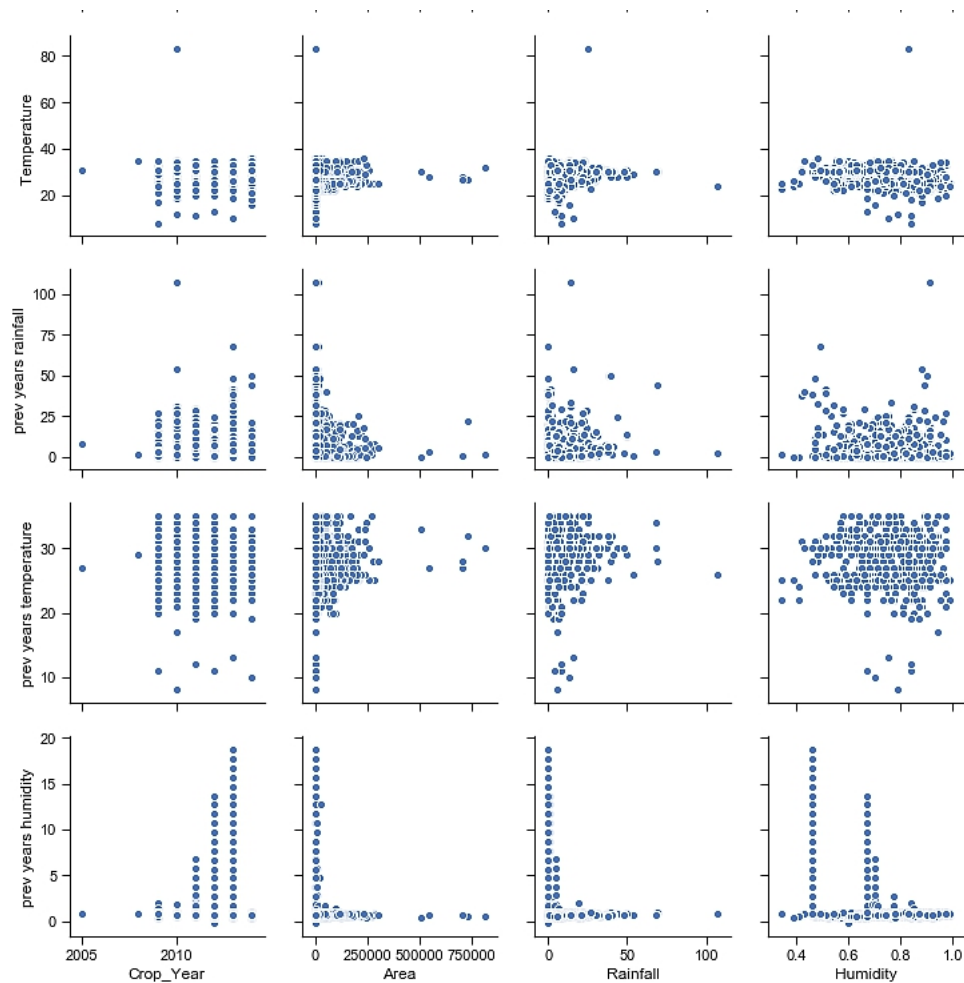 80
60
40
20
Temperature
100
75
50
25
0
prev years rainfall
30
20
10
prev years temperature
20
15
10
5
0
prev years humidity
2005 2010 0 250000 500000 750000 0 50 100 0.4 0.6 0.8 1.0
Crop_Year Area Rainfall Humidity